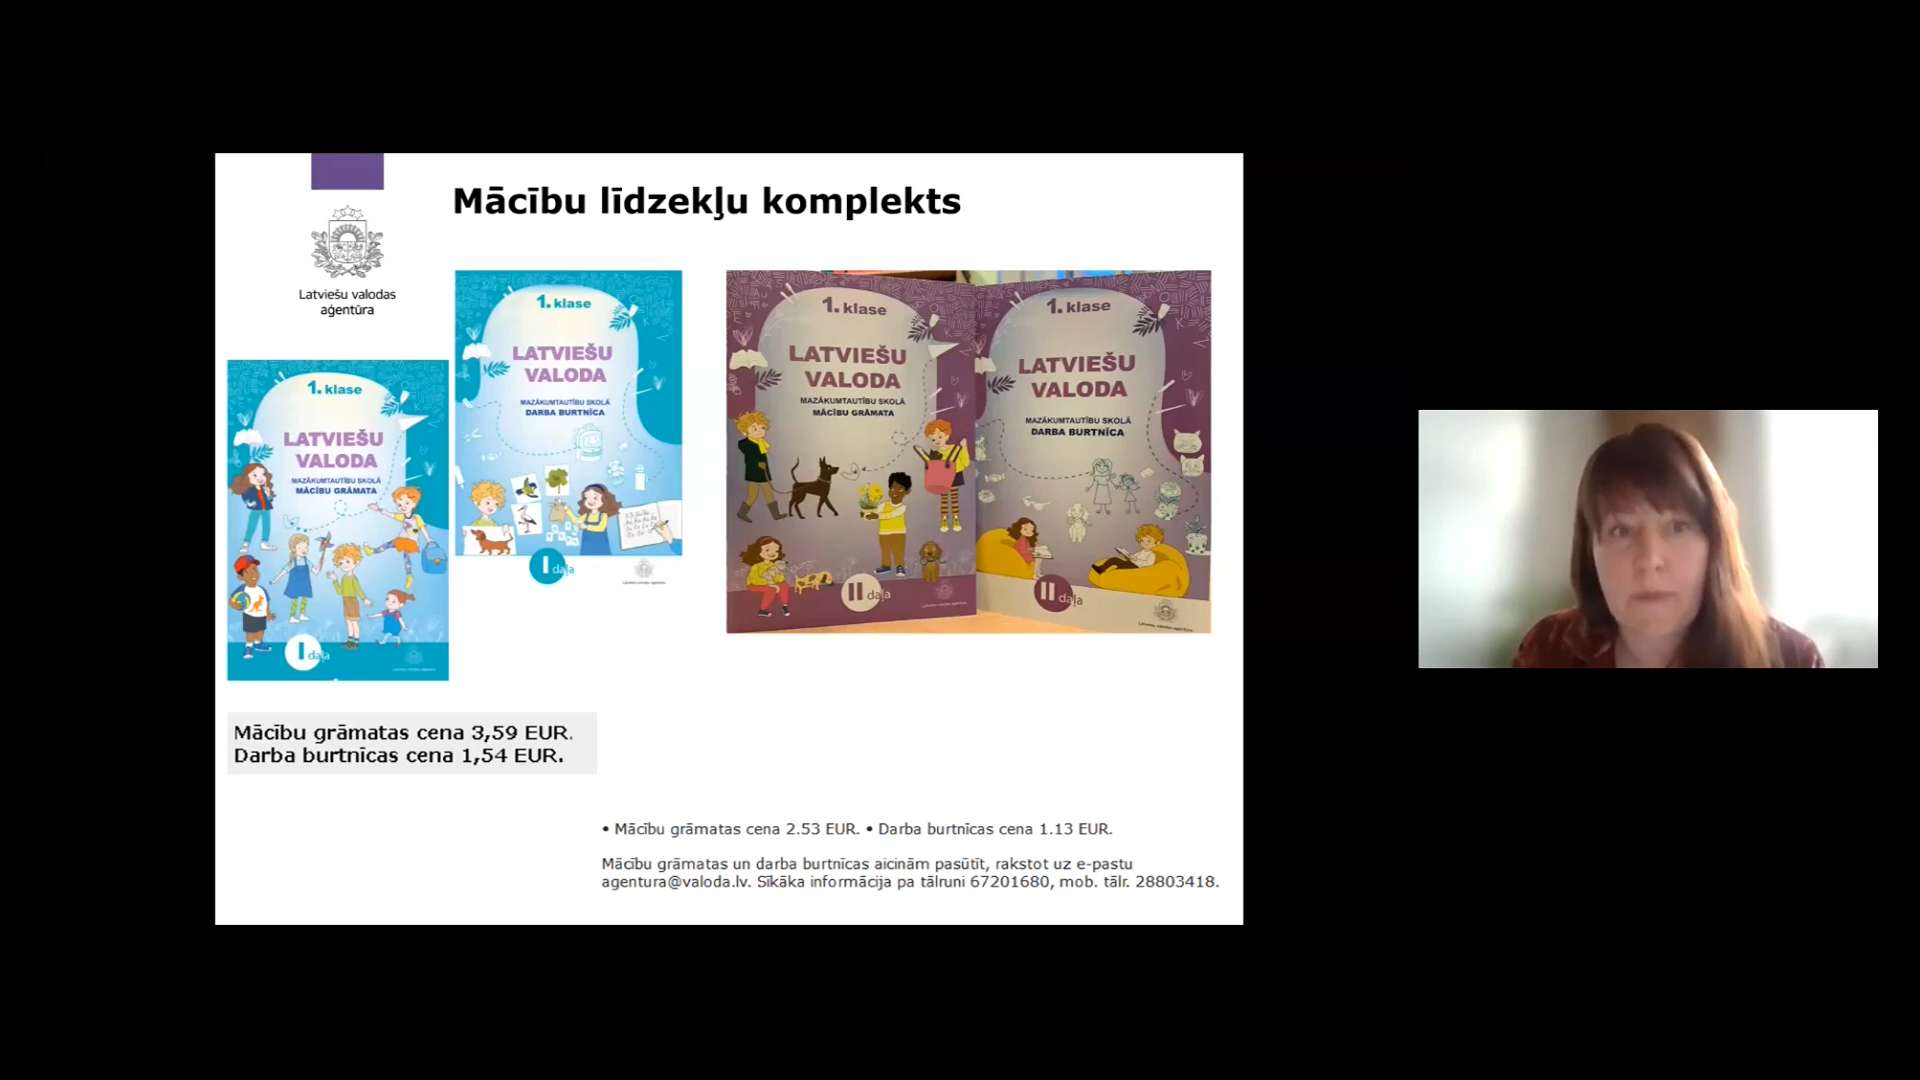 Mācību līdzekļu komplekts
Latviešu valodas
aģentūra
1. klase
LATVIEŠU
VALODA
MAZĀKUMTAUTĪBU SKOLĀ
MĀCĪBU GRĀMATA
I daļa
1. klase
LATVIEŠU
VALODA
MAZĀKUMTAUTĪBU SKOLĀ
DARBA BURTNĪCA
I daļa
1. klase
LATVIEŠU
VALODA
MAZĀKUMTAUTĪBU SKOLĀ
MĀCĪBU GRĀMATA
II daļa
1. klase
LATVIEŠU
VALODA
MAZĀKUMTAUTĪBU SKOLĀ
DARBA BURTNĪCA
II daļa
Mācību grāmatas cena 3,59 EUR.
Darba burtnīcas cena 1,54 EUR.
• Mācību grāmatas cena 2.53 EUR. • Darba burtnīcas cena 1.13 EUR.
Mācību grāmatas un darba burtnīcas aicinām pasūtīt, rakstot uz e-pastu
agentura@valoda.lv. Sīkāka informācija pa tālruni 67201680, mob. tālr. 28803418.